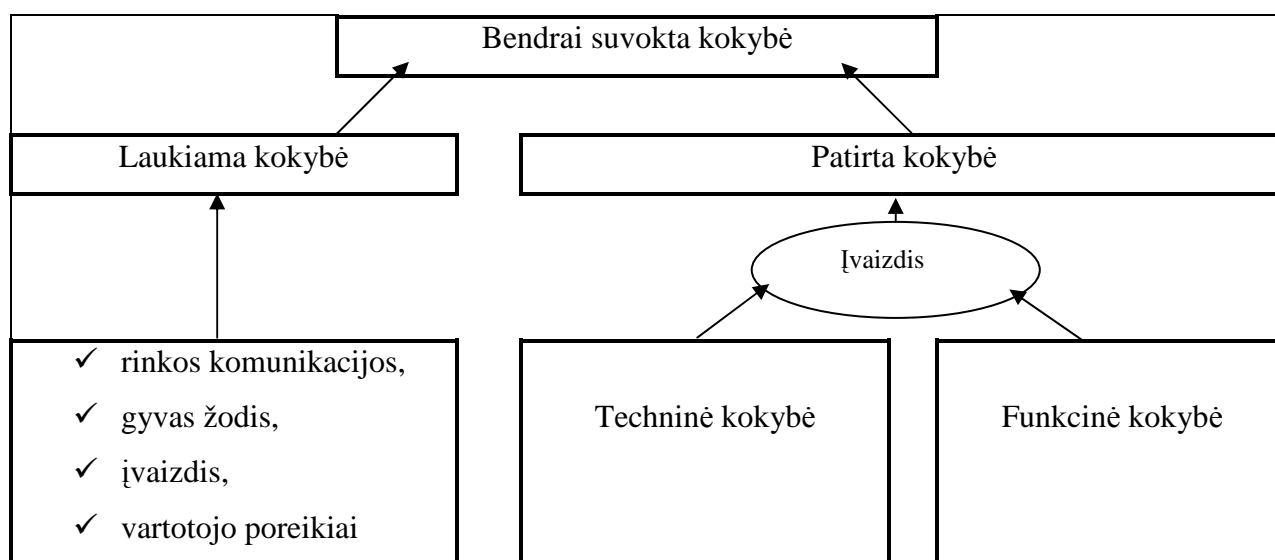 Bendrai suvokta kokybė
Laukiama kokybė
Patirta kokybė
Įvaizdis
✓ rinkos komunikacijos,
✓ gyvas žodis,
✓ įvaizdis,
✓ vartotojo poreikiai
Techninė kokybė
Funkcinė kokybė